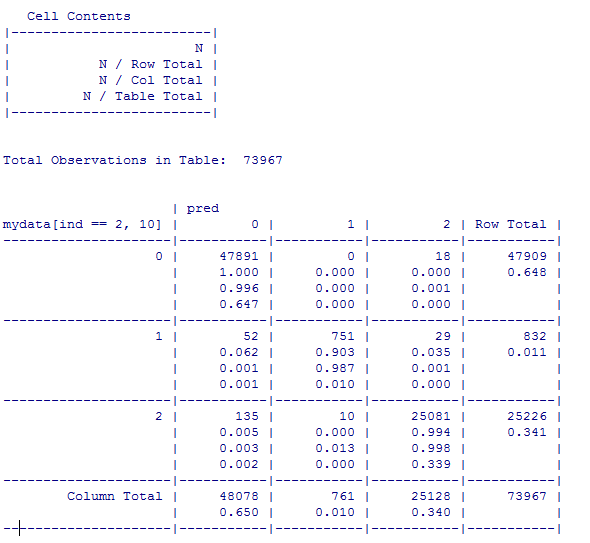 Cell Contents
|-------------------------|
|                       N |
|           N / Row Total |
|           N / Col Total |
|         N / Table Total |
|-------------------------|
Total Observations in Table:  73967
                     | pred
mydata[ind == 2, 10] |         0 |         1 |         2 | Row Total |
---------------------|-----------|-----------|-----------|-----------|
                   0 |     47891 |         0 |        18 |     47909 |
                     |     1.000 |     0.000 |     0.000 |     0.648 |
                     |     0.996 |     0.000 |     0.001 |           |
                     |     0.647 |     0.000 |     0.000 |           |
---------------------|-----------|-----------|-----------|-----------|
                   1 |        52 |       751 |        29 |       832 |
                     |     0.062 |     0.903 |     0.035 |     0.011 |
                     |     0.001 |     0.987 |     0.001 |           |
                     |     0.001 |     0.010 |     0.000 |           |
---------------------|-----------|-----------|-----------|-----------|
                   2 |       135 |        10 |     25081 |     25226 |
                     |     0.005 |     0.000 |     0.994 |     0.341 |
                     |     0.003 |     0.013 |     0.998 |           |
                     |     0.002 |     0.000 |     0.339 |           |
---------------------|-----------|-----------|-----------|-----------|
        Column Total |     48078 |       761 |     25128 |     73967 |
                     |     0.650 |     0.010 |     0.340 |           |
---------------------|-----------|-----------|-----------|-----------|